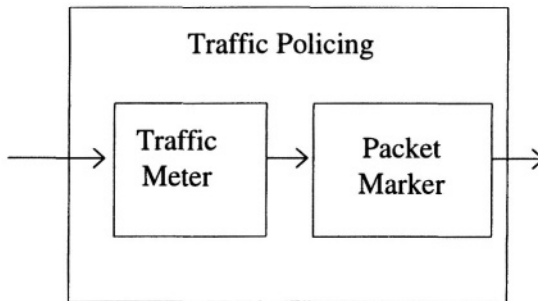 Traffic Policing
Traffic
Meter
Packet
Marker